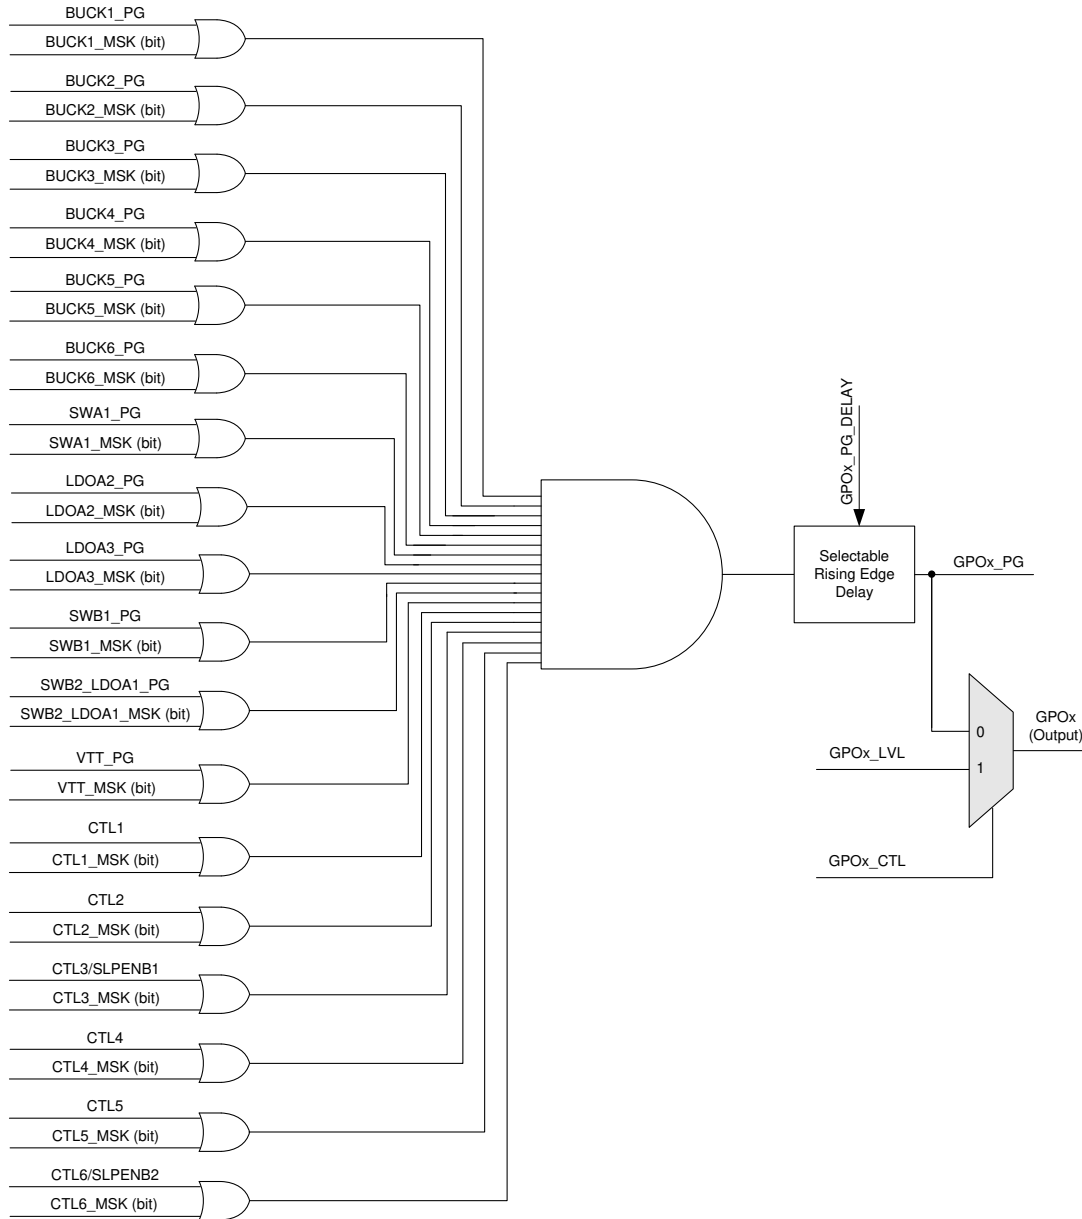 BUCK1_PG
BUCK1_MSK (bit)
BUCK2_PG
BUCK2_MSK (bit)
BUCK3_PG
BUCK3_MSK (bit)
BUCK4_PG
BUCK4_MSK (bit)
BUCK5_PG
BUCK5_MSK (bit)
BUCK6_PG
BUCK6_MSK (bit)
SWA1_PG
SWA1_MSK (bit)
LDOA2_PG
LDOA2_MSK (bit)
LDOA3_PG
LDOA3_MSK (bit)
SWB1_PG
SWB1_MSK (bit)
SWB2_LDOA1_PG
SWB2_LDOA1_MSK (bit)
VTT_PG
VTT_MSK (bit)
CTL1
CTL1_MSK (bit)
CTL2
CTL2_MSK (bit)
CTL3/SLPENB1
CTL3_MSK (bit)
CTL4
CTL4_MSK (bit)
CTL5
CTL5_MSK (bit)
CTL6/SLPENB2
CTL6_MSK (bit)
GPOx_PG_DELAY
Selectable
Rising Edge
Delay
GPOx_PG
0
1
GPOx_LVL
GPOx_CTL
GPOx
(Output)